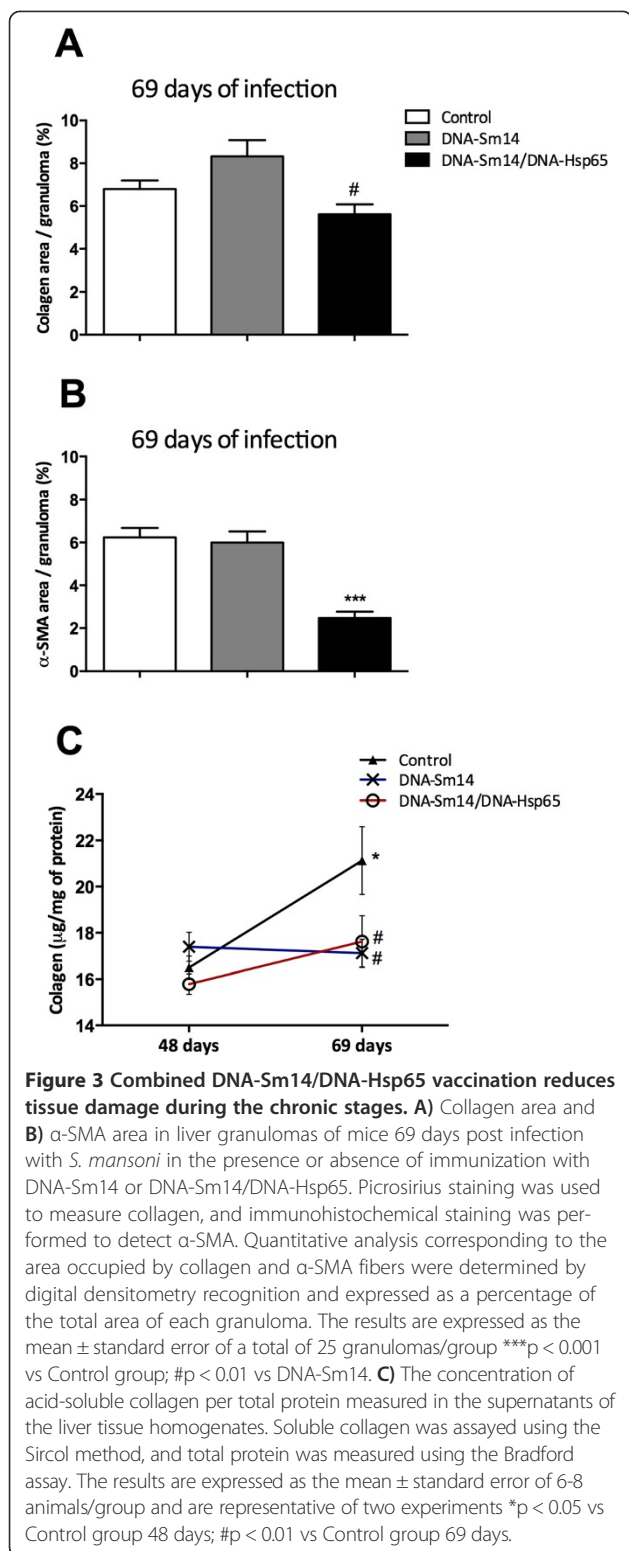 A
69 days of infection
Control
DNA-Sm14
DNA-Sm14/DNA-Hsp65
Colagen area / granuloma (%)
10
8
6
4
2
0
#
B
69 days of infection
α-SMA area / granuloma (%)
10
8
6
4
2
0
***
C
Control
DNA-Sm14
DNA-Sm14/DNA-Hsp65
Colagen (µg/mg of protein)
24
22
20
18
16
14
*
#
#
48 days
69 days
Figure 3 Combined DNA-Sm14/DNA-Hsp65 vaccination reduces
tissue damage during the chronic stages. A) Collagen area and
B) α-SMA area in liver granulomas of mice 69 days post infection
with S. mansoni in the presence or absence of immunization with
DNA-Sm14 or DNA-Sm14/DNA-Hsp65. Picrosirius staining was used
to measure collagen, and immunohistochemical staining was per-
formed to detect α-SMA. Quantitative analysis corresponding to the
area occupied by collagen and α-SMA fibers were determined by
digital densitometry recognition and expressed as a percentage of
the total area of each granuloma. The results are expressed as the
mean ± standard error of a total of 25 granulomas/group ***p < 0.001
vs Control group; #p < 0.01 vs DNA-Sm14. C) The concentration of
acid-soluble collagen per total protein measured in the supernatants of
the liver tissue homogenates. Soluble collagen was assayed using the
Sircol method, and total protein was measured using the Bradford
assay. The results are expressed as the mean ± standard error of 6-8
animals/group and are representative of two experiments *p < 0.05 vs
Control group 48 days; #p < 0.01 vs Control group 69 days.